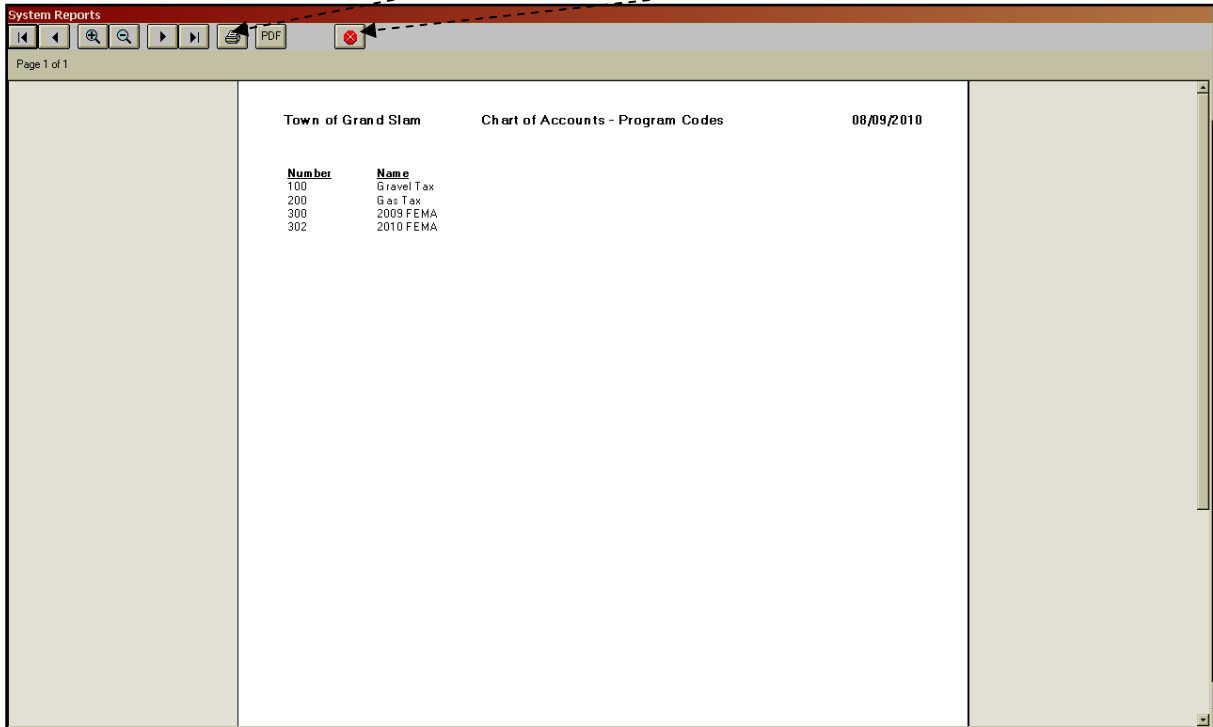 System Reports
PDF
Page 1 of 1
Town of Grand Slam Chart of Accounts - Program Codes 08/09/2010
Number Name
100 Gravel Tax
200 Gas Tax
300 2009 FEMA
302 2010 FEMA